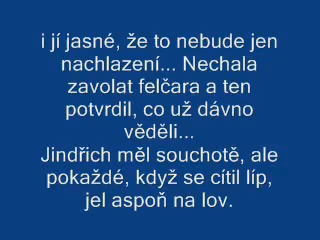 i jí jasné, že to nebude jen
nachlazení... Nechala
zavolat felčara a ten
potvrdil, co už dávno
věděli...
Jindřich měl souchotě, ale
pokaždé, když se cítil líp,
jel aspoň na lov.